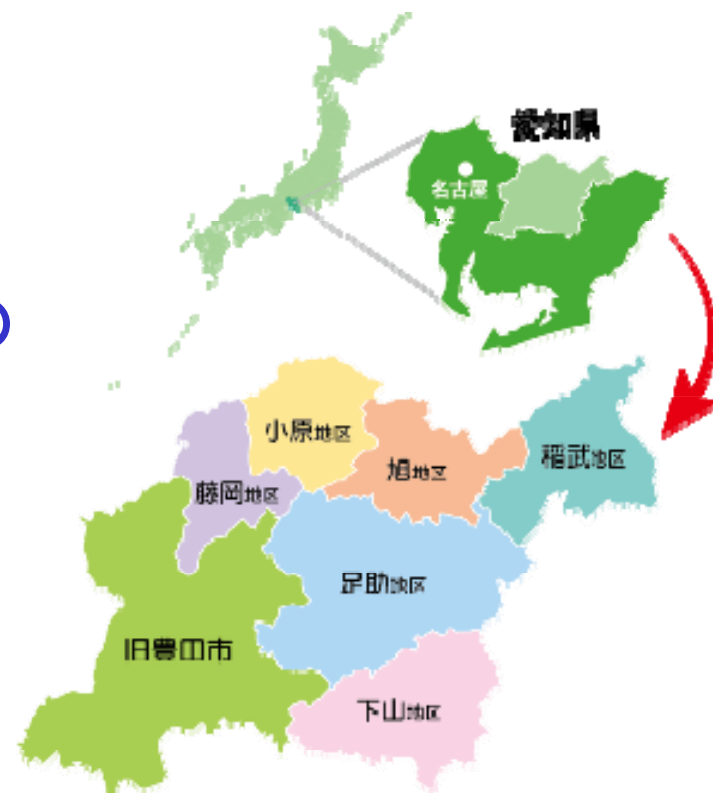 愛知県
名古屋
小原地区
旭地区
稲武地区
藤岡地区
足助地区
旧豊田市
下山地区